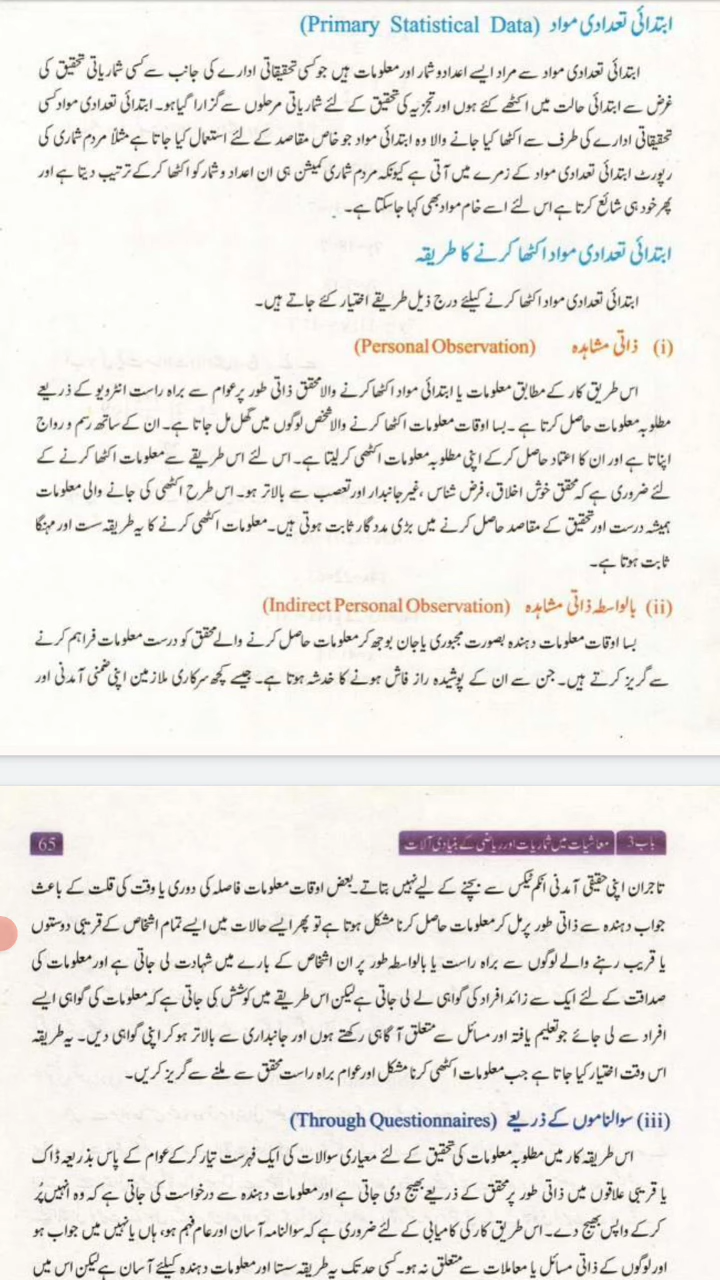 ابتدائی تعدادی مواد (Primary Statistical Data)
ابتدائی تعدادی مواد سے مراد ایسے اعداد و شمار اور معلومات ہیں جو کسی تحقیقاتی ادارے کی جانب سے کسی شماریاتی تحقیق کی
غرض سے ابتدائی حالت میں اکٹھے کئے ہوں اور تجزیہ کی تحقیق کے لئے شماریاتی مرحلوں سے گزارا گیا ہو۔ ابتدائی تعدادی مواد کسی
تحقیقاتی ادارے کی طرف سے اکٹھا کیا جانے والا وہ ابتدائی مواد جو خاص مقاصد کے لئے استعمال کیا جاتا ہے مثلاً مردم شماری کی
رپورٹ ابتدائی تعدادی مواد کے زمرے میں آتی ہے کیونکہ مردم شماری کمیشن ہی ان اعداد و شمار کو اکٹھا کر کے ترتیب دیتا ہے اور
پھر خود ہی شائع کرتا ہے اس لئے اسے خام مواد بھی کہا جا سکتا ہے۔
ابتدائی تعدادی مواد اکٹھا کرنے کا طریقہ
ابتدائی تعدادی مواد اکٹھا کرنے کیلئے درج ذیل طریقے اختیار کئے جاتے ہیں۔
(i) ذاتی مشاہدہ (Personal Observation)
اس طریق کار کے مطابق معلومات یا ابتدائی مواد اکٹھا کرنے والا محقق ذاتی طور پر عوام سے براہ راست انٹرویو کے ذریعے
مطلوبہ معلومات حاصل کرتا ہے۔ بسا اوقات معلومات اکٹھا کرنے والا شخص لوگوں میں گھل مل جاتا ہے۔ ان کے ساتھ رسم و رواج
اپناتا ہے اور ان کا اعتماد حاصل کر کے اپنی مطلوبہ معلومات اکٹھی کر لیتا ہے۔ اس لئے اس طریقے سے معلومات اکٹھا کرنے کے
لئے ضروری ہے کہ محقق خوش اخلاق، فرض شناس، غیر جانبدار اور تعصب سے بالاتر ہو۔ اس طرح اکٹھی کی جانے والی معلومات
ہمیشہ درست اور تحقیق کے مقاصد حاصل کرنے میں بڑی مددگار ثابت ہوتی ہیں۔ معلومات اکٹھی کرنے کا یہ طریقہ سست اور مہنگا
ثابت ہوتا ہے۔
(ii) بالواسطہ ذاتی مشاہدہ (Indirect Personal Observation)
بسا اوقات معلومات دہندہ بصورت مجبوری یا جان بوجھ کر معلومات حاصل کرنے والے محقق کو درست معلومات فراہم کرنے
سے گریز کرتے ہیں۔ جن سے ان کے پوشیدہ راز فاش ہونے کا خدشہ ہوتا ہے۔ جیسے کچھ سرکاری ملازمین اپنی ضمنی آمدنی اور
باب 3 معاشیات میں شماریات اور ریاضی کے بنیادی آلات 65
تاجران اپنی حقیقی آمدنی انکم ٹیکس سے بچنے کے لیے نہیں بتاتے۔ بعض اوقات معلومات فاصلہ کی دوری یا وقت کی قلت کے باعث
جواب دہندہ سے ذاتی طور پر مل کر معلومات حاصل کرنا مشکل ہوتا ہے تو پھر ایسے حالات میں ایسے تمام اشخاص کے قریبی دوستوں
یا قریب رہنے والے لوگوں سے براہ راست یا بالواسطہ طور پر ان اشخاص کے بارے میں شہادت لی جاتی ہے اور معلومات کی
صداقت کے لئے ایک سے زائد افراد کی گواہی لے لی جاتی ہے لیکن اس طریقے میں کوشش کی جاتی ہے کہ معلومات کی گواہی ایسے
افراد سے لی جائے جو تعلیم یافتہ اور مسائل سے متعلق آگاہی رکھتے ہوں اور جانبداری سے بالاتر ہو کر اپنی گواہی دیں۔ یہ طریقہ
اس وقت اختیار کیا جاتا ہے جب معلومات اکٹھی کرنا مشکل اور عوام براہ راست محقق سے ملنے سے گریز کریں۔
(iii) سوالناموں کے ذریعے (Through Questionnaires)
اس طریقہ کار میں مطلوبہ معلومات کی تحقیق کے لئے معیاری سوالات کی ایک فہرست تیار کر کے عوام کے پاس بذریعہ ڈاک
یا قریبی علاقوں میں ذاتی طور پر محقق کے ذریعے بھیج دی جاتی ہے اور معلومات دہندہ سے درخواست کی جاتی ہے کہ وہ انہیں پُر
کر کے واپس بھیج دے۔ اس طریق کار کی کامیابی کے لئے ضروری ہے کہ سوالنامہ آسان اور عام فہم ہو، ہاں یا نہیں میں جواب ہو
اور لوگوں کے ذاتی مسائل یا معاملات سے متعلق نہ ہو۔ کسی حد تک یہ طریقہ سستا اور معلومات دہندہ کیلئے آسان ہے لیکن اس میں